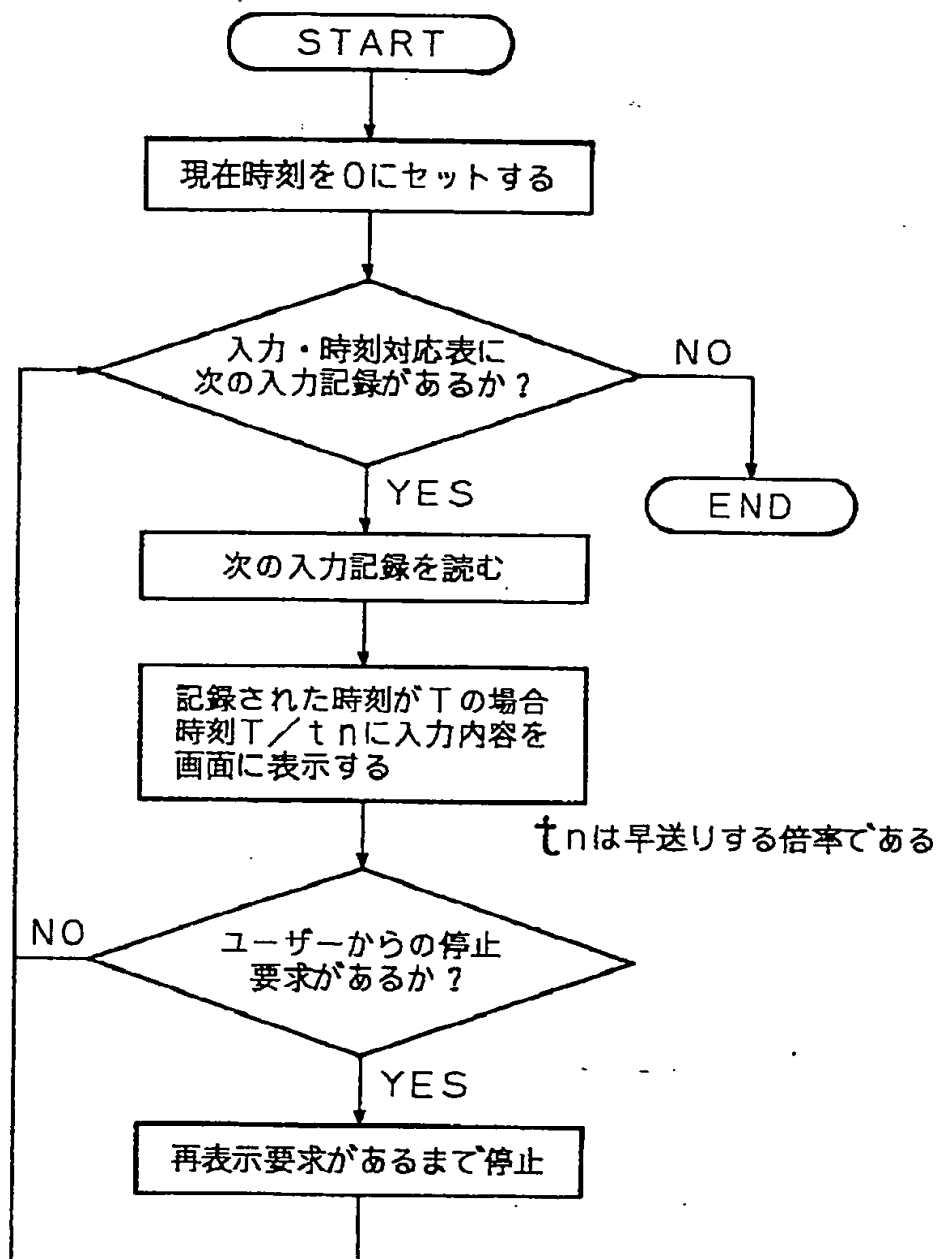 START
現在時刻を0にセットする
入力・時刻対応表に
次の入力記録があるか?
NO
YES
END
次の入力記録を読む
記録された時刻がTの場合
時刻T/tnに入力内容を
画面に表示する
tnは早送りする倍率である
NO
ユーザーからの停止
要求があるか?
YES
再表示要求があるまで停止